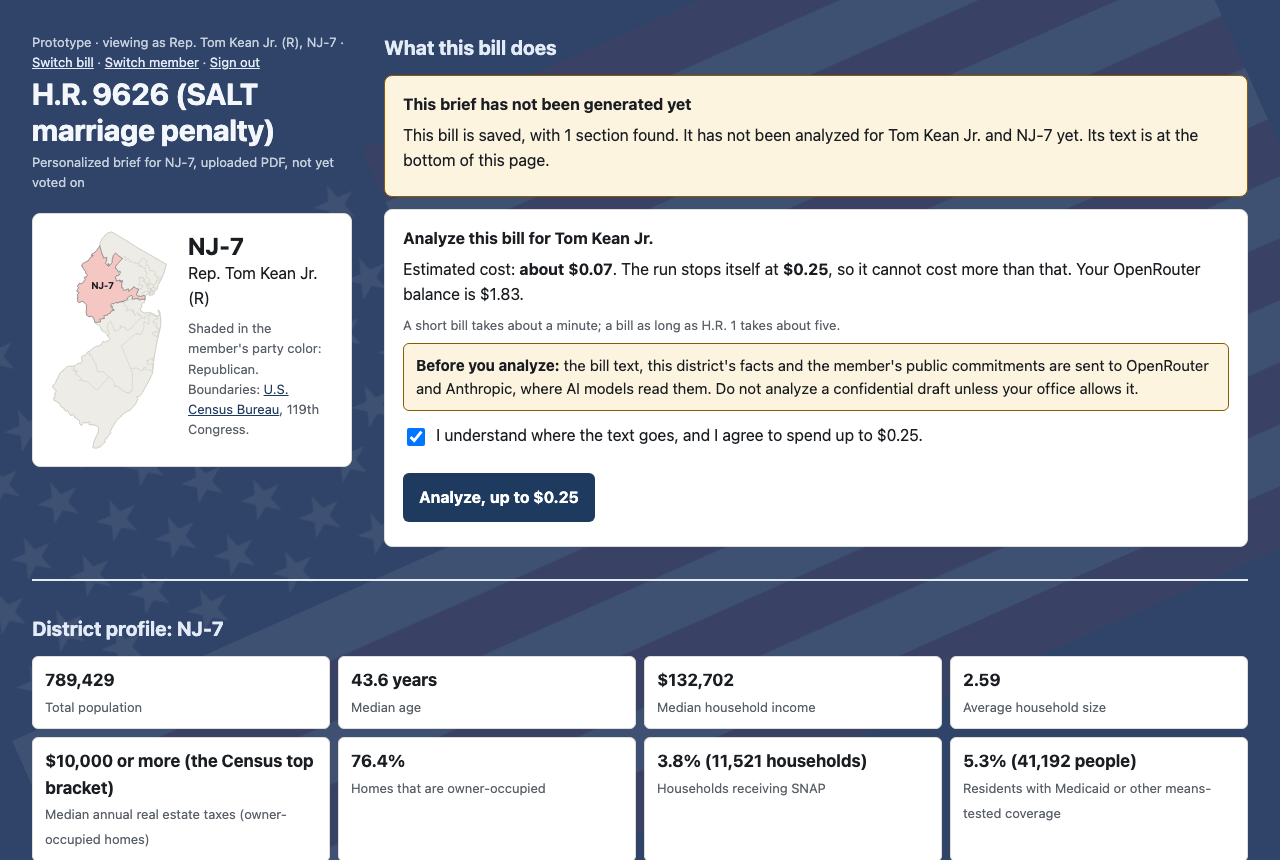 Prototype · viewing as Rep. Tom Kean Jr. (R), NJ-7 ·
Switch bill · Switch member · Sign out
H.R. 9626 (SALT
marriage penalty)
Personalized brief for NJ-7, uploaded PDF, not yet
voted on
NJ-7
NJ-7
Rep. Tom Kean Jr.
(R)
Shaded in the
member's party color:
Republican.
Boundaries: U.S.
Census Bureau, 119th
Congress.
What this bill does
This brief has not been generated yet
This bill is saved, with 1 section found. It has not been analyzed for Tom Kean Jr. and NJ-7 yet. Its text is at the
bottom of this page.
Analyze this bill for Tom Kean Jr.
Estimated cost: about $0.07. The run stops itself at $0.25, so it cannot cost more than that. Your OpenRouter
balance is $1.83.
A short bill takes about a minute; a bill as long as H.R. 1 takes about five.
Before you analyze: the bill text, this district's facts and the member's public commitments are sent to OpenRouter
and Anthropic, where AI models read them. Do not analyze a confidential draft unless your office allows it.
I understand where the text goes, and I agree to spend up to $0.25.
Analyze, up to $0.25
District profile: NJ-7
789,429
Total population
43.6 years
Median age
$132,702
Median household income
2.59
Average household size
$10,000 or more (the Census top
bracket)
Median annual real estate taxes (owner-
occupied homes)
76.4%
Homes that are owner-occupied
3.8% (11,521 households)
Households receiving SNAP
5.3% (41,192 people)
Residents with Medicaid or other means-
tested coverage